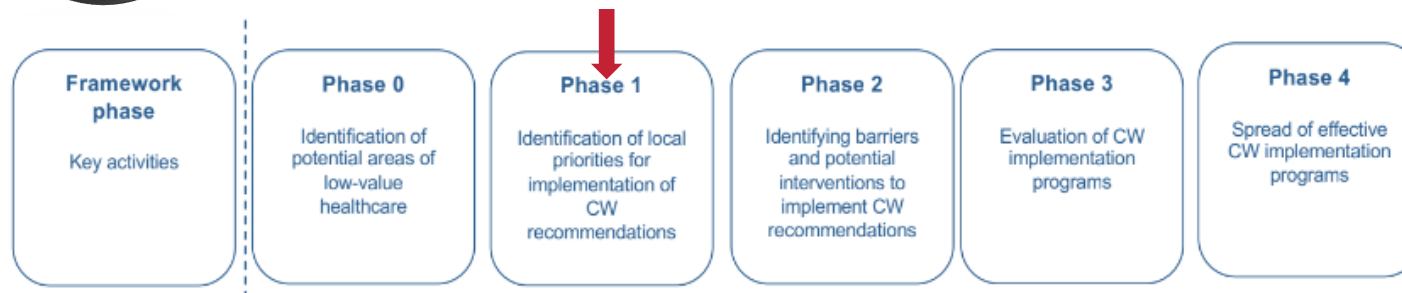 Framework
phase
Key activities
Phase 0
Identification of
potential areas of
low-value
healthcare
Phase 1
Identification of local
priorities for
implementation of
CW
recommendations
Phase 2
Identifying barriers
and potential
interventions to
implement CW
recommendations
Phase 3
Evaluation of CW
implementation
programs
Phase 4
Spread of effective
CW implementation
programs